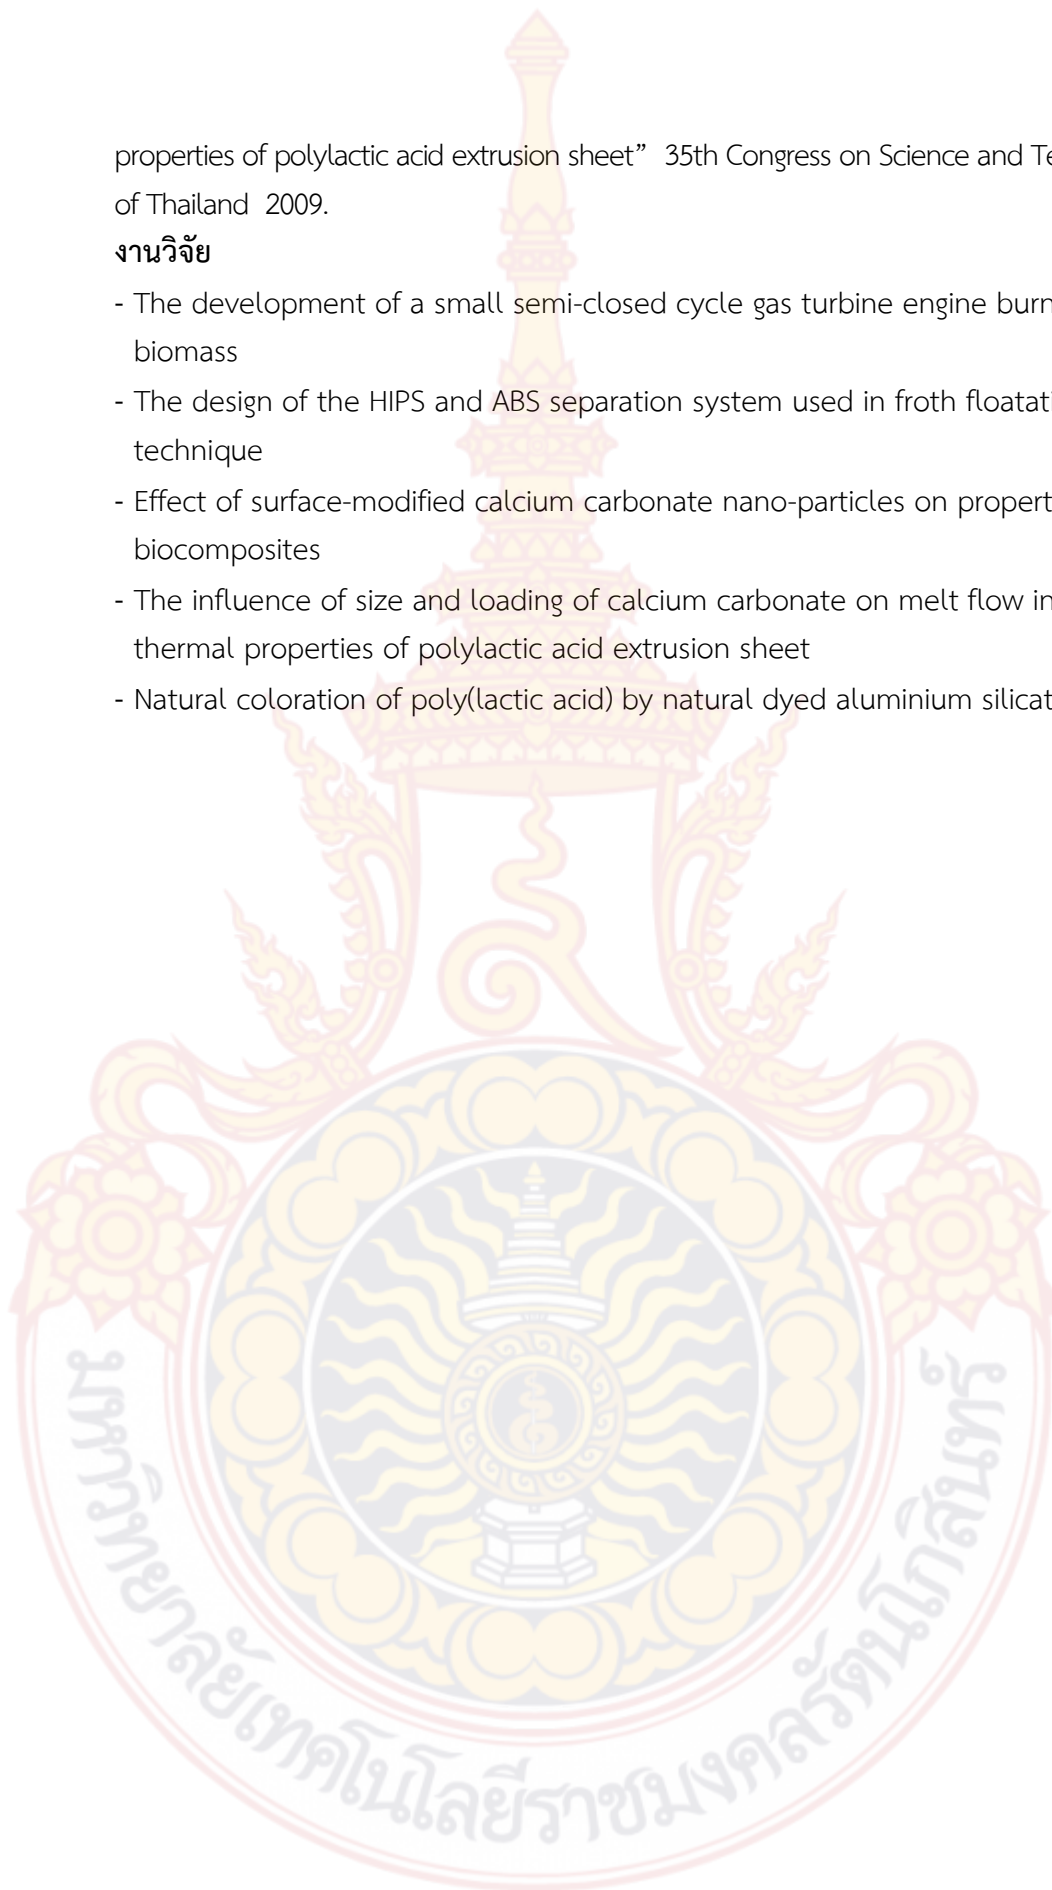 properties of polylactic acid extrusion sheet” 35th Congress on Science and Te
of Thailand 2009.
งานวิจัย
- The development of a small semi-closed cycle gas turbine engine burn
biomass
- The design of the HIPS and ABS separation system used in froth floatati
technique
- Effect of surface-modified calcium carbonate nano-particles on propert
biocomposites
- The influence of size and loading of calcium carbonate on melt flow in
thermal properties of polylactic acid extrusion sheet
- Natural coloration of poly(lactic acid) by natural dyed aluminium silicat
มหาวิทยาลัยเทคโนโลยีราชมงคลรัตนโกสินทร์